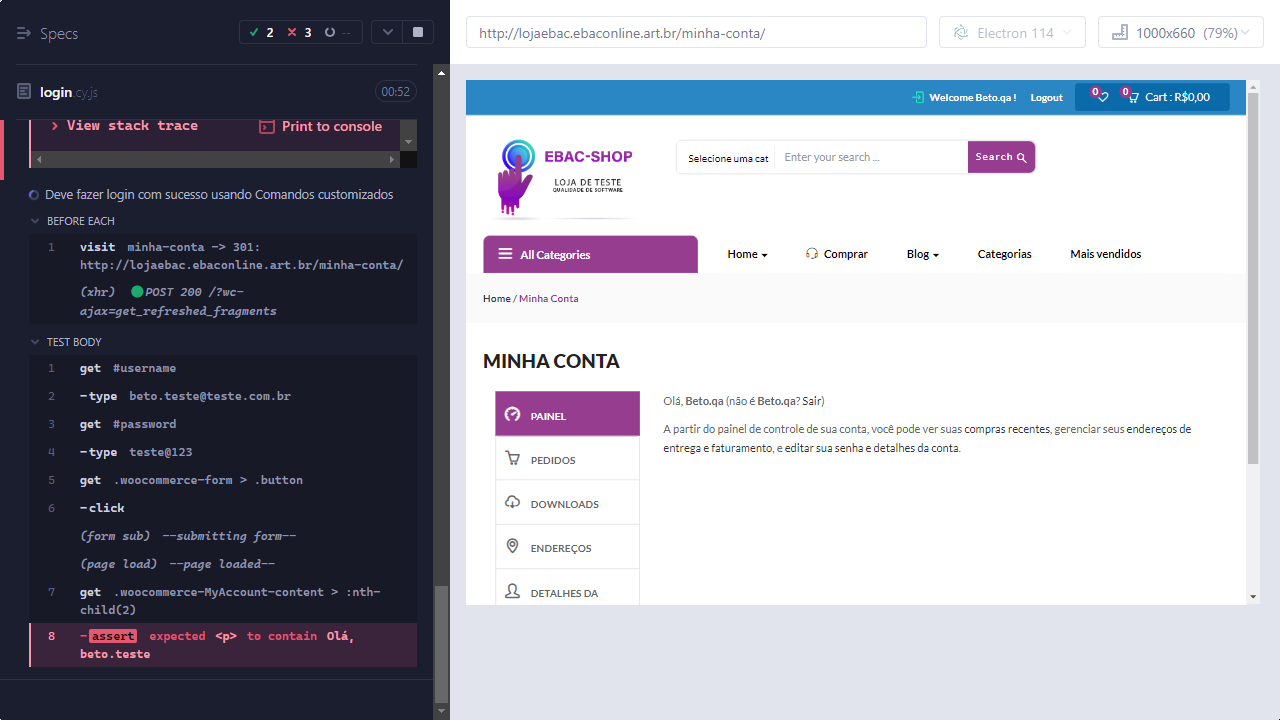 Specs
2
3
--
login.cy.js
00:52
View stack trace
Print to console
Deve fazer login com sucesso usando Comandos customizados
BEFORE EACH
1 visit minha-conta -> 301:
http://lojaebac.ebaconline.art.br/minha-conta/
(xhr) POST 200 /?wc-
ajax=get_refreshed_fragments
TEST BODY
1 get #username
2 -type beto.teste@teste.com.br
3 get #password
4 -type teste@123
5 get .woocommerce-form > .button
6 -click
(form sub) --submitting form--
(page load) --page loaded--
7 get .woocommerce-MyAccount-content > :nth-
child(2)
8 -assert expected <p> to contain Olá,
beto.teste
http://lojaebac.ebaconline.art.br/minha-conta/
Electron 114
1000x660 (79%)
Welcome Beto.qa !
Logout
0
0
Cart : R$0,00
EBAC-SHOP
LOJA DE TESTE
QUALIDADE DE SOFTWARE
Selecione uma cat
Enter your search ...
Search
All Categories
Home
Comprar
Blog
Categorias
Mais vendidos
Home / Minha Conta
MINHA CONTA
PAINEL
PEDIDOS
DOWNLOADS
ENDEREÇOS
DETALHES DA
Olá, Beto.qa (não é Beto.qa? Sair)
A partir do painel de controle de sua conta, você pode ver suas compras recentes, gerenciar seus endereços de
entrega e faturamento, e editar sua senha e detalhes da conta.